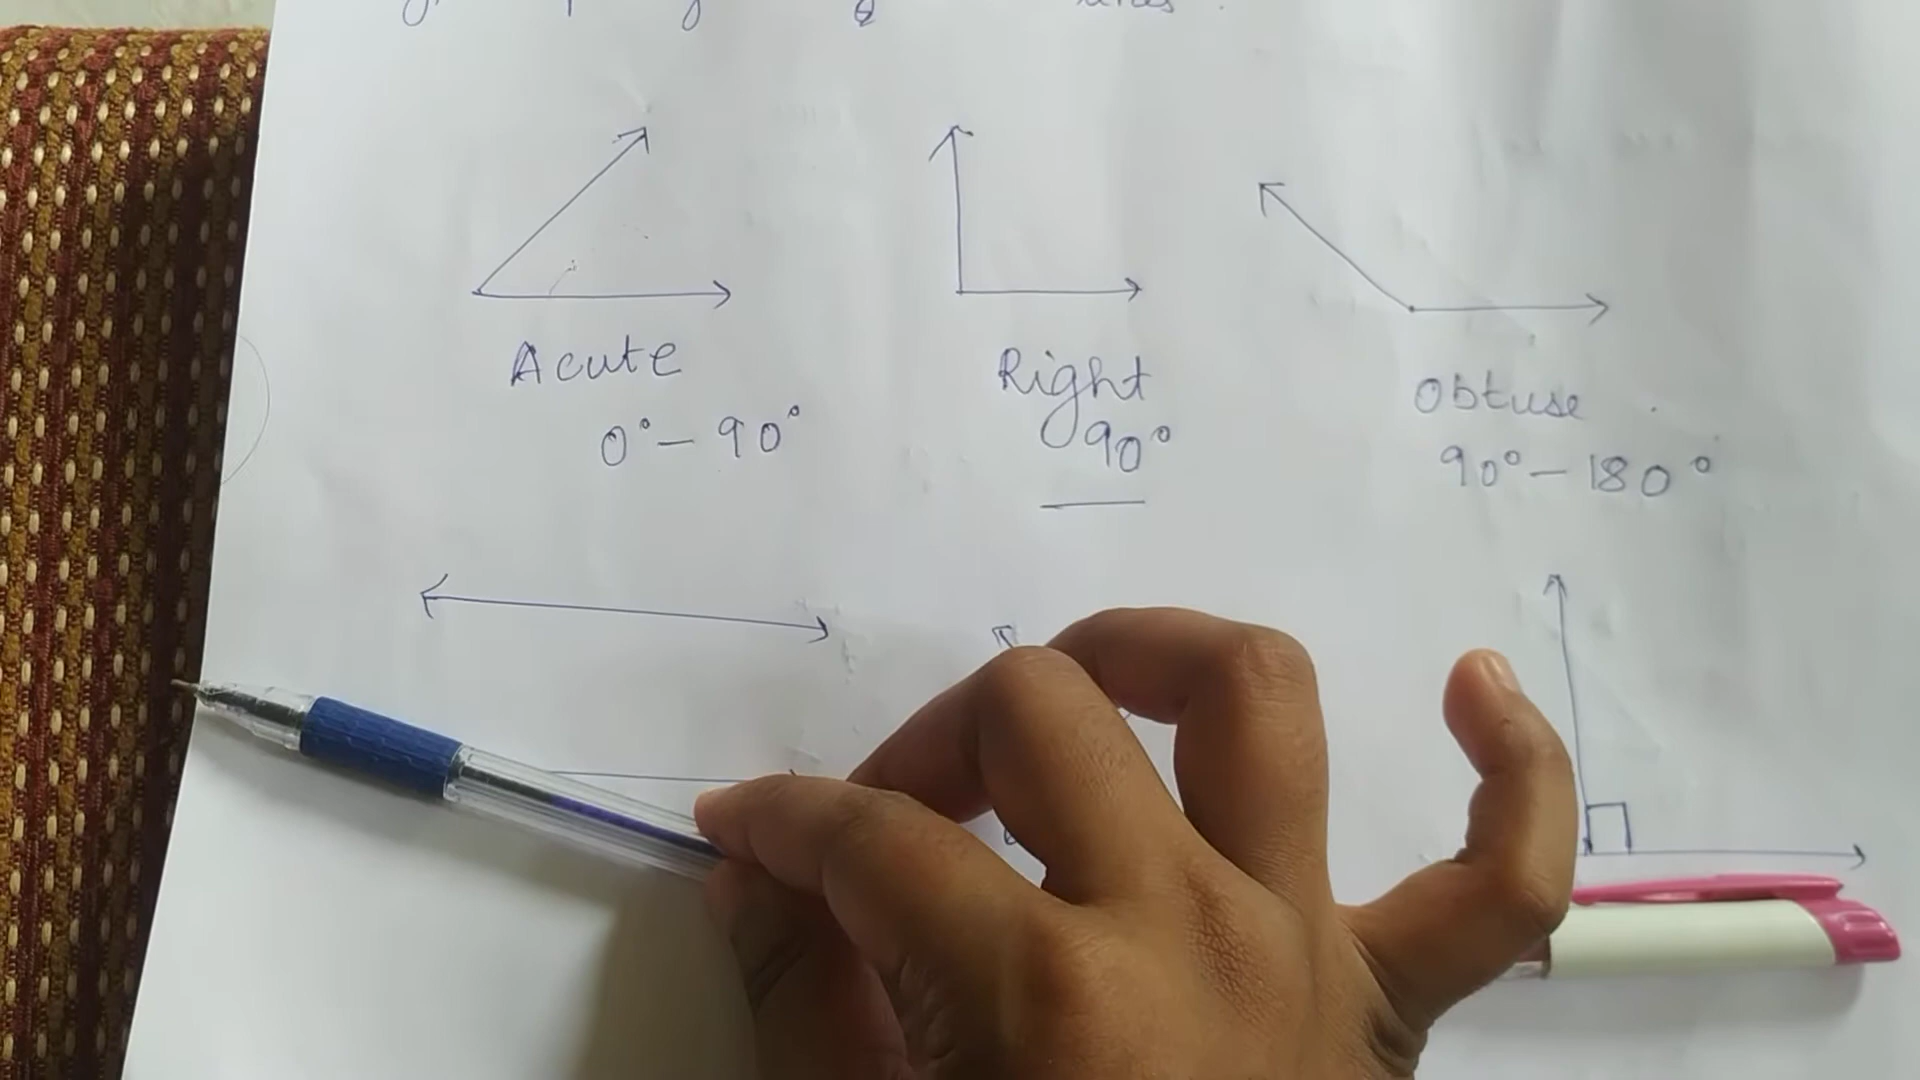 Acute
0° – 90°
Right
90°
Obtuse
90° – 180°